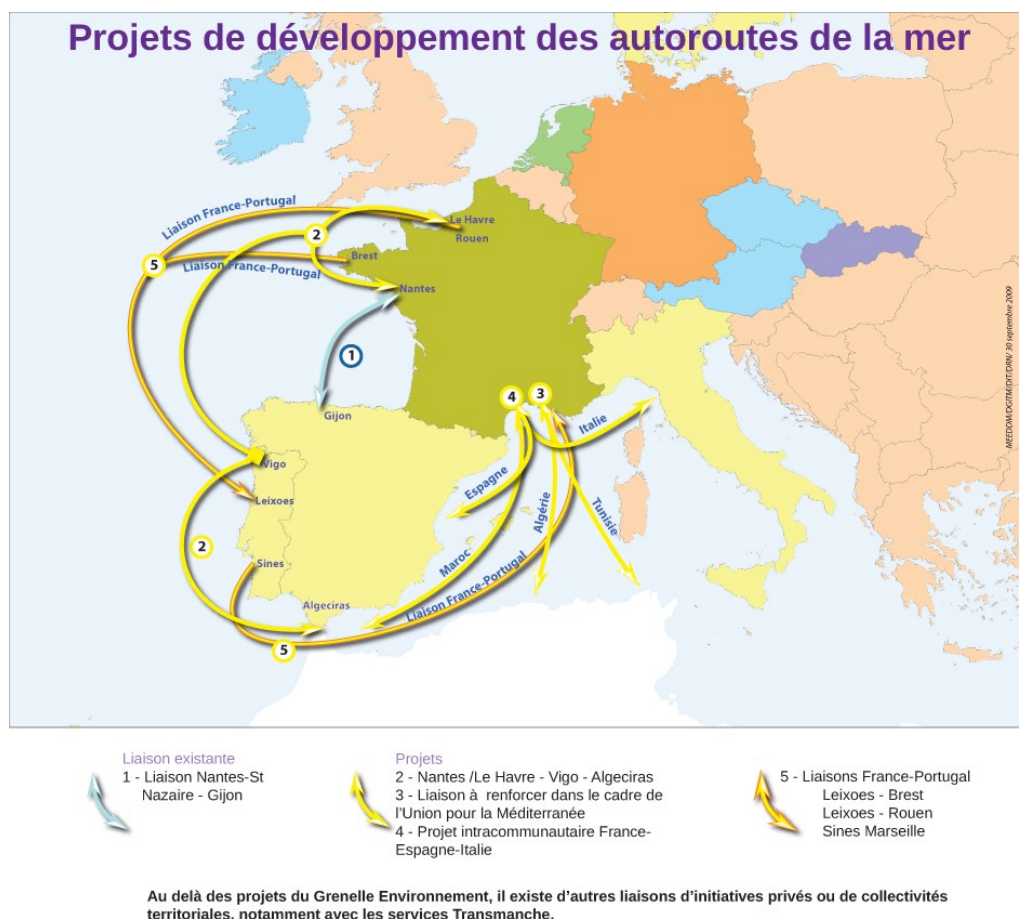 Projets de développement des autoroutes de la mer
Liaison France-Portugal
2
Le Havre
Rouen
5
Brest
Liaison France-Portugal
Nantes
1
4
3
Gijon
Italie
Vigo
Espagne
Leixoes
Algérie
Tunisie
2
Maroc
Sines
Liaison France-Portugal
Algeciras
5
MEEDDM/DGITM/DIT/DRN/ 30 septembre 2009
Liaison existante
1 - Liaison Nantes-St
Nazaire - Gijon
Projets
2 - Nantes /Le Havre - Vigo - Algeciras
3 - Liaison à renforcer dans le cadre de
l'Union pour la Méditerranée
4 - Projet intracommunautaire France-
Espagne-Italie
5 - Liaisons France-Portugal
Leixoes - Brest
Leixoes - Rouen
Sines Marseille
Au delà des projets du Grenelle Environnement, il existe d'autres liaisons d'initiatives privés ou de collectivités
territoriales, notamment avec les services Transmanche.